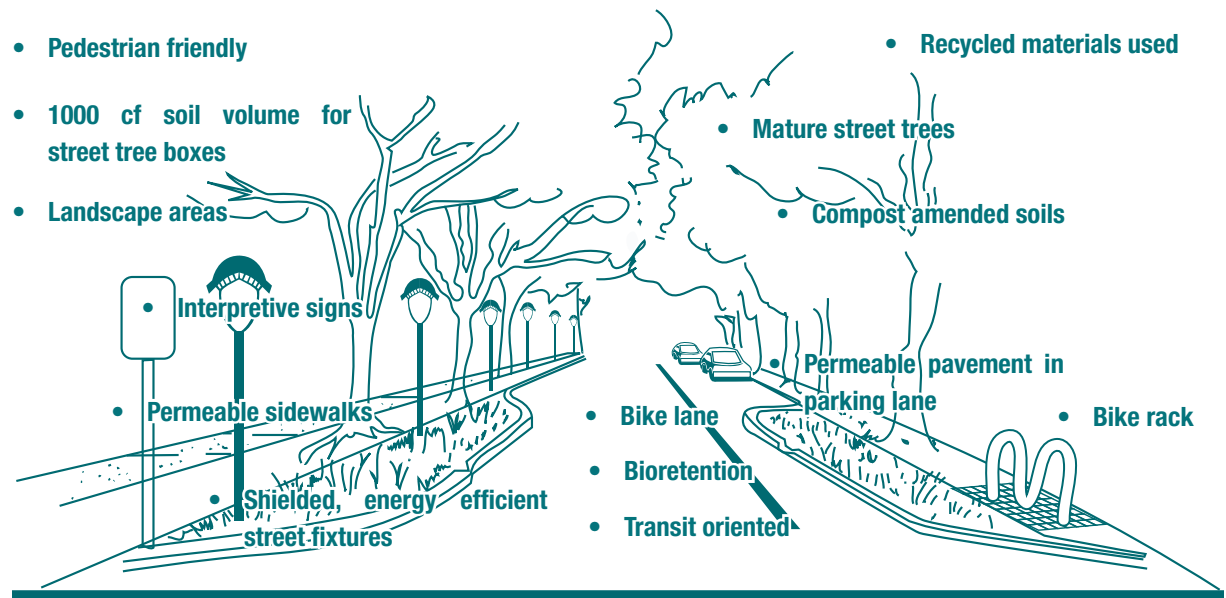 • Pedestrian friendly
• Recycled materials used
• 1000 cf soil volume for
street tree boxes
• Mature street trees
• Landscape areas
• Compost amended soils
• Interpretive signs
• Permeable pavement in
parking lane
• Permeable sidewalks
• Bike lane
• Bike rack
• Bioretention
• Shielded, energy efficient
street fixtures
• Transit oriented